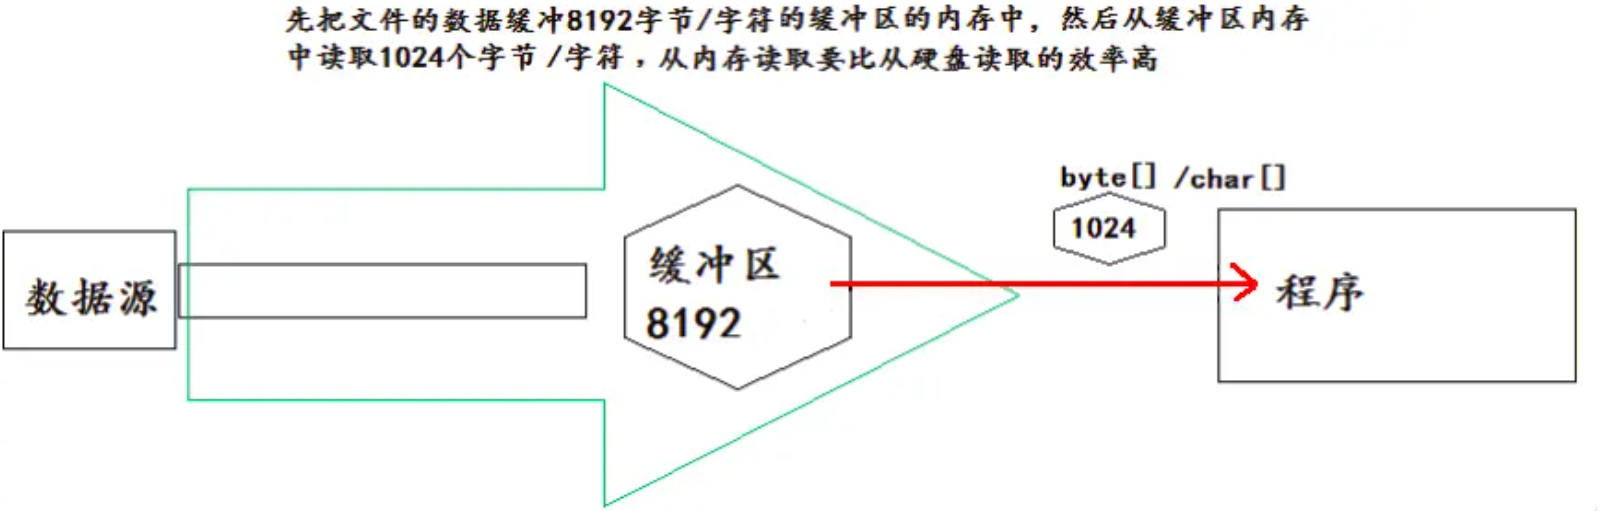 先把文件的数据缓冲8192字节/字符的缓冲区的内存中，然后从缓冲区内存
中读取1024个字节 /字符 ，从内存读取要比从硬盘读取的效率高
byte[] /char[]
1024
数据源
缓冲区
8192
程序